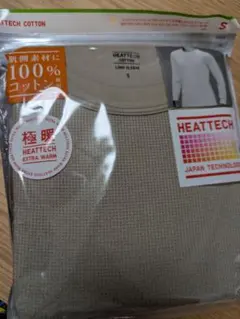 TTECH COTTON
S
肌側素材に
100%
コットン
HEATTECH
COTTON
LONG SLEEVE
S
極暖
HEATTECH
EXTRA WARM
HEATTECH
JAPAN TECHNOLOGY